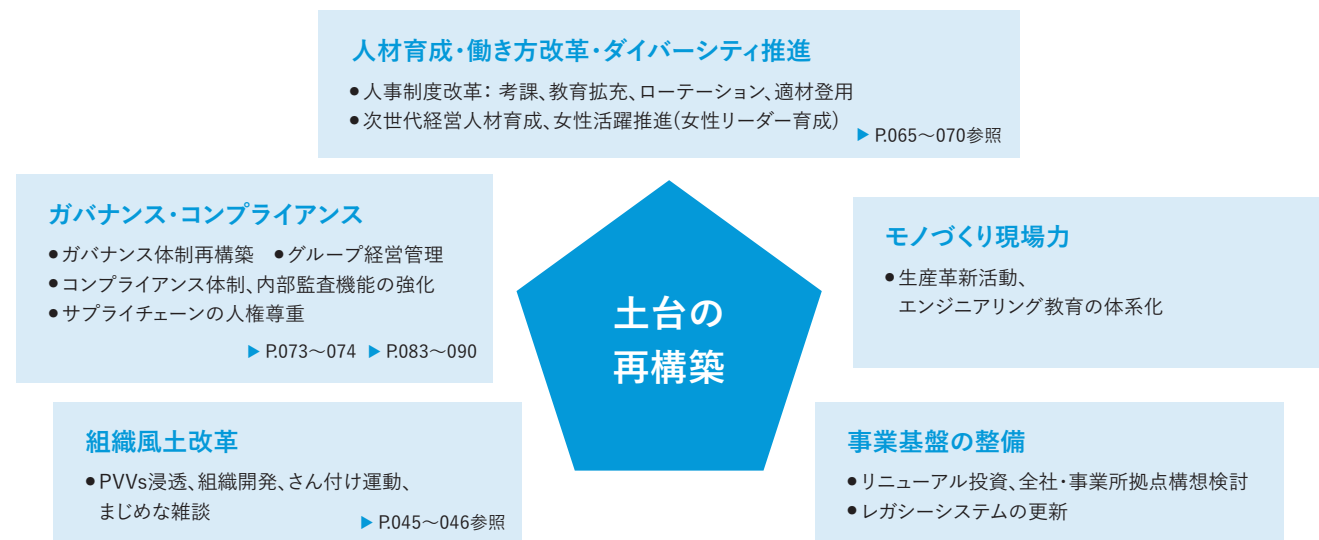 人材育成・働き方改革・ダイバーシティ推進
●人事制度改革：考課、教育拡充、ローテーション、適材登用
●次世代経営人材育成、女性活躍推進(女性リーダー育成)
▶ P.065～070参照
ガバナンス・コンプライアンス
●ガバナンス体制再構築 ●グループ経営管理
●コンプライアンス体制、内部監査機能の強化
●サプライチェーンの人権尊重
▶ P.073～074 ▶ P.083～090
モノづくり現場力
●生産革新活動、
エンジニアリング教育の体系化
土台の
再構築
組織風土改革
●PVVs浸透、組織開発、さん付け運動、
まじめな雑談
▶ P.045～046参照
事業基盤の整備
●リニューアル投資、全社・事業所拠点構想検討
●レガシーシステムの更新